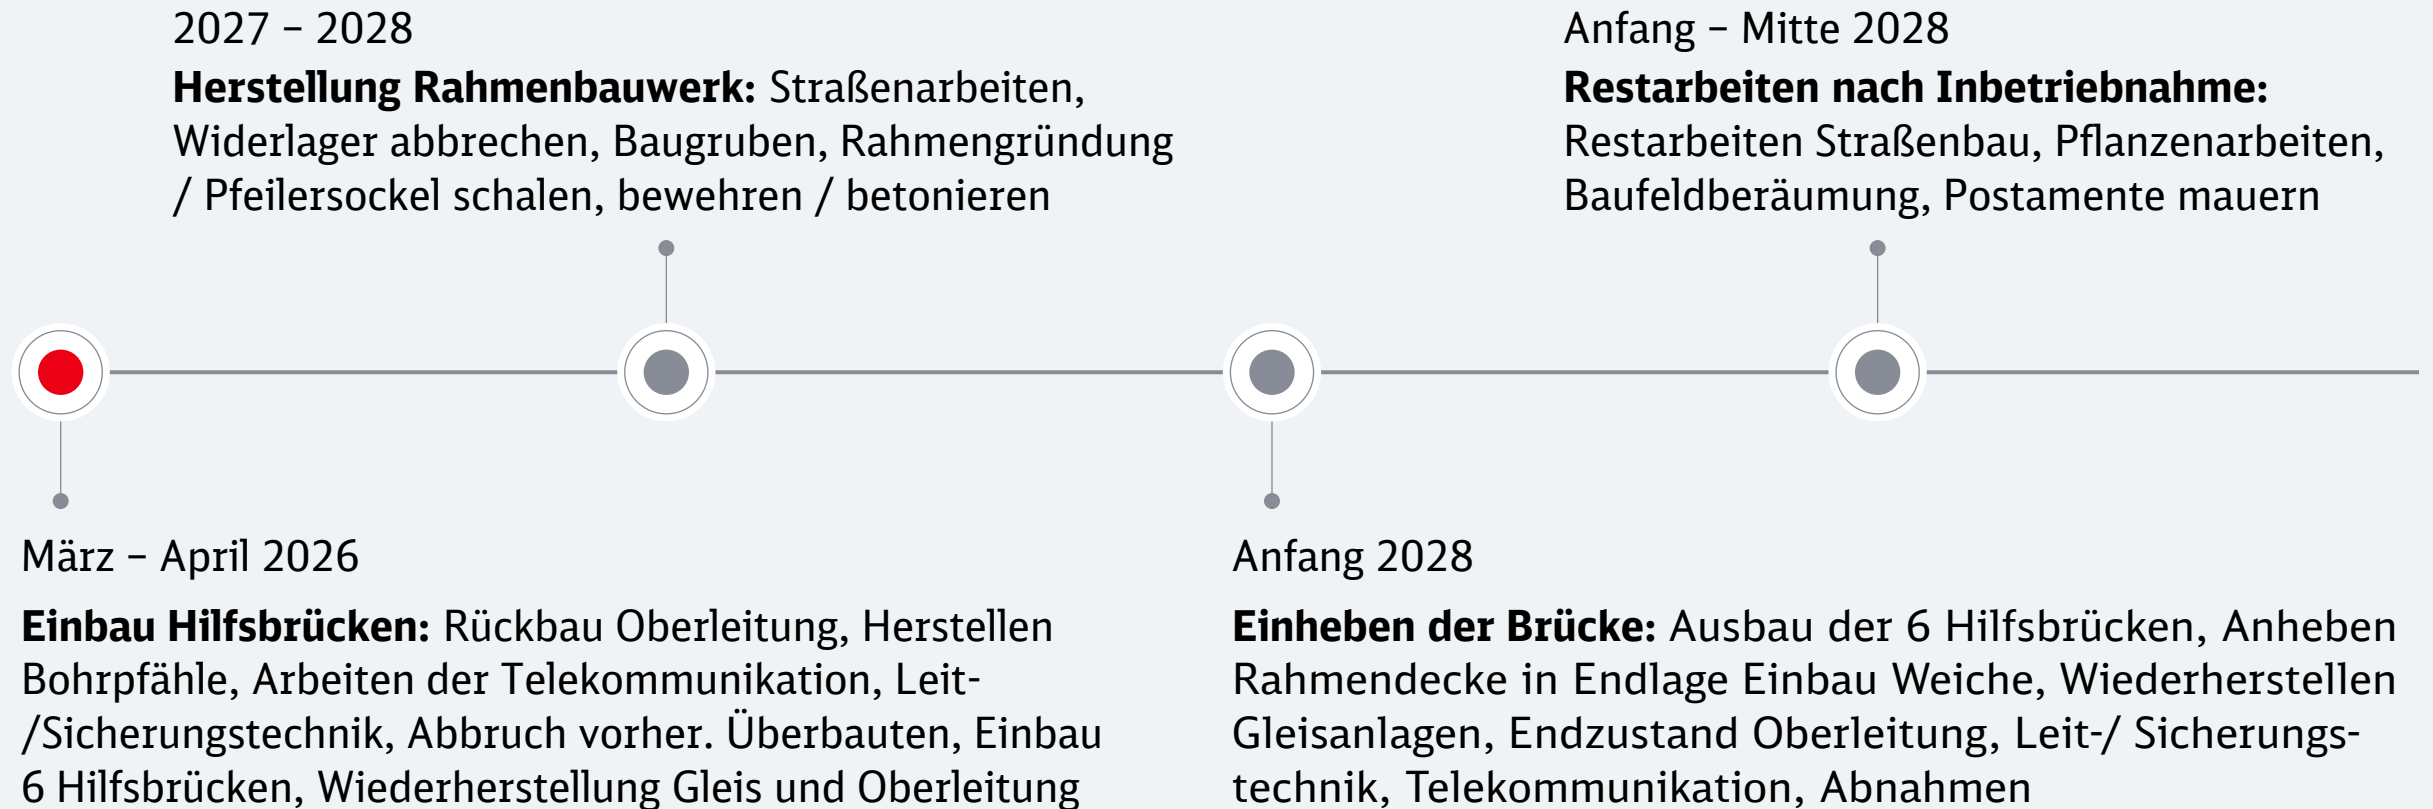 2027 – 2028
Herstellung Rahmenbauwerk: Straßenarbeiten,
Widerlager abbrechen, Baugruben, Rahmengründung
/ Pfeilersockel schalen, bewehren / betonieren
Anfang – Mitte 2028
Restarbeiten nach Inbetriebnahme:
Restarbeiten Straßenbau, Pflanzenarbeiten,
Baufeldberäumung, Postamente mauern
März – April 2026
Einbau Hilfsbrücken: Rückbau Oberleitung, Herstellen
Bohrpfähle, Arbeiten der Telekommunikation, Leit-
/Sicherungstechnik, Abbruch vorher. Überbauten, Einbau
6 Hilfsbrücken, Wiederherstellung Gleis und Oberleitung
Anfang 2028
Einheben der Brücke: Ausbau der 6 Hilfsbrücken, Anheben
Rahmendecke in Endlage Einbau Weiche, Wiederherstellen
Gleisanlagen, Endzustand Oberleitung, Leit-/ Sicherungs-
technik, Telekommunikation, Abnahmen